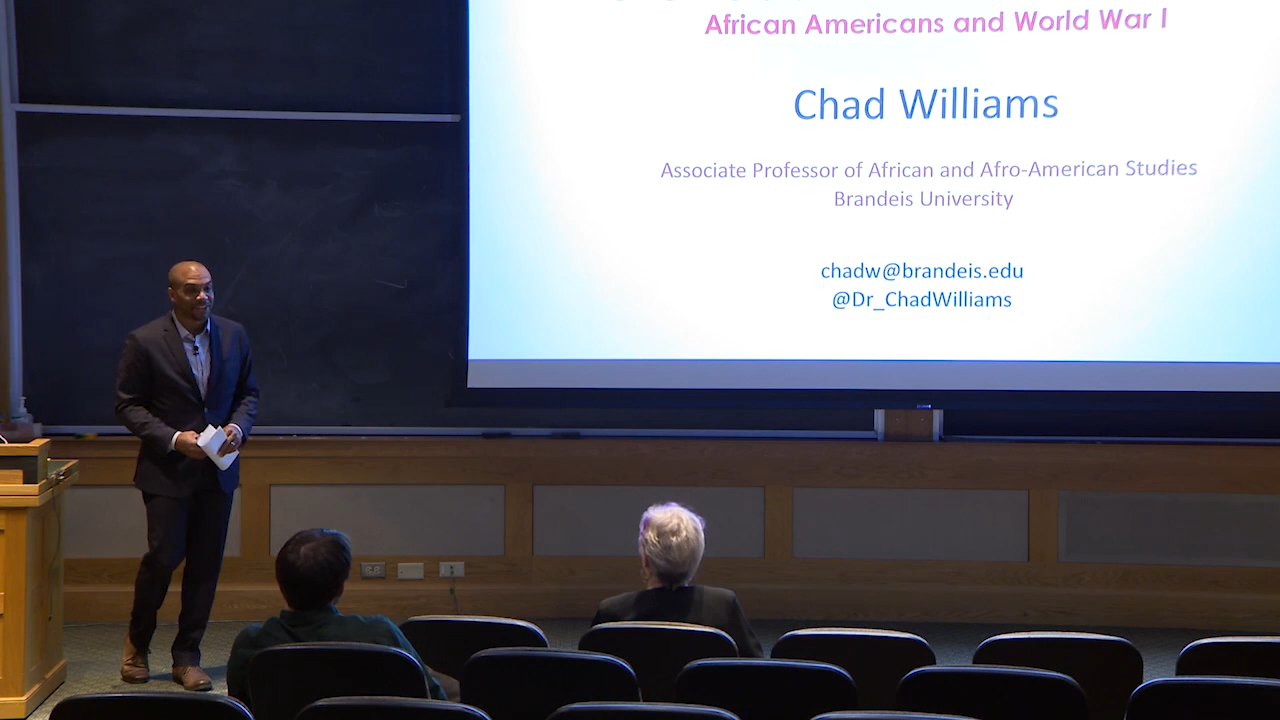 African Americans and World War I
Chad Williams
Associate Professor of African and Afro-American Studies
Brandeis University
chadw@brandeis.edu
@Dr_ChadWilliams